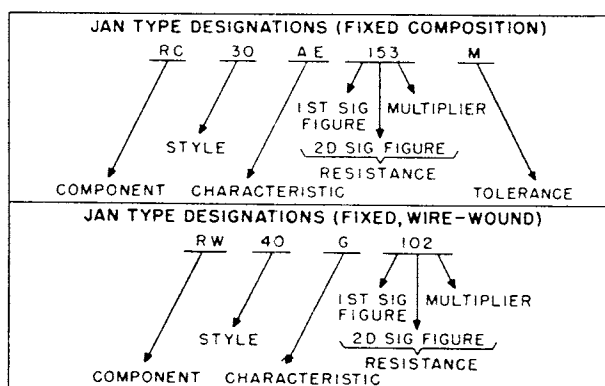 JAN TYPE DESIGNATIONS (FIXED COMPOSITION)
RC 30 AE 153 M
1ST SIG FIGURE MULTIPLIER
STYLE
2D SIG FIGURE
RESISTANCE
COMPONENT CHARACTERISTIC TOLERANCE
JAN TYPE DESIGNATIONS (FIXED, WIRE-WOUND)
RW 40 G 102
1ST SIG FIGURE MULTIPLIER
STYLE
2D SIG FIGURE
RESISTANCE
COMPONENT CHARACTERISTIC